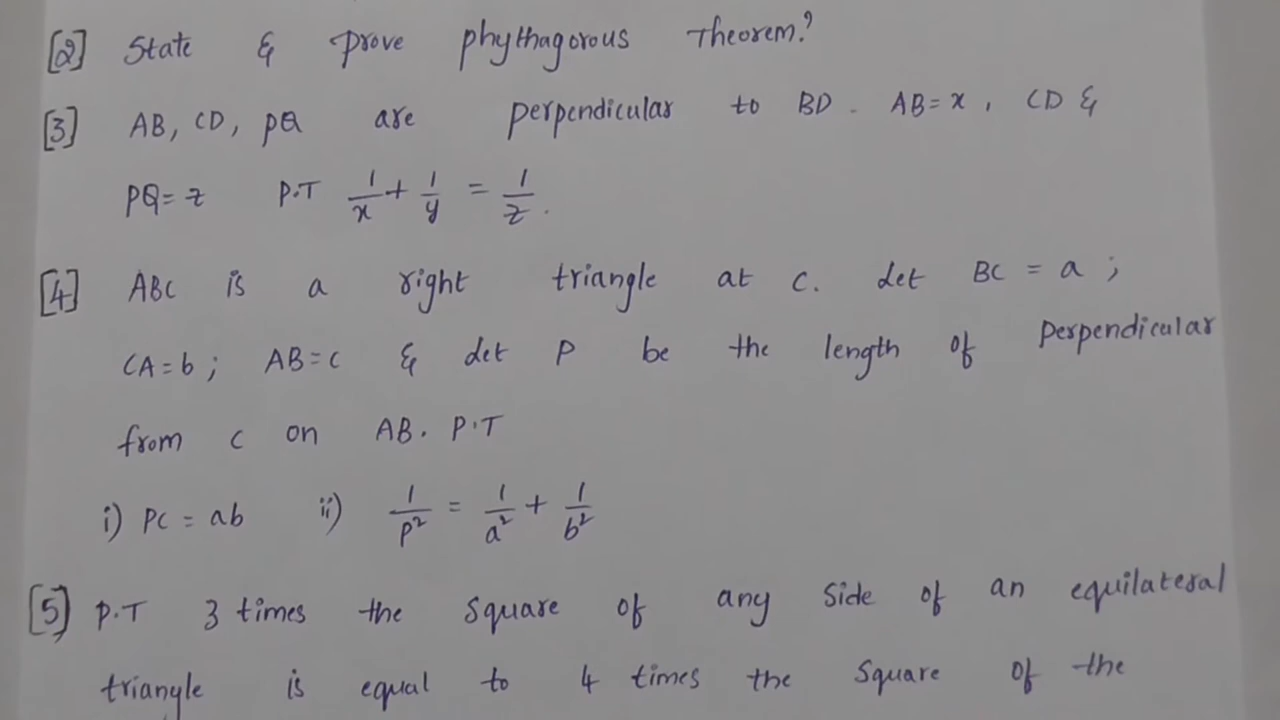 [2] State & prove phythagorous Theorem?
[3] AB, CD, PQ are perpendicular to BD. AB = x, CD &
PQ = z P.T 1/x + 1/y = 1/z.
[4] ABC is a right triangle at c. Let BC = a ;
CA = b ; AB = c & let P be the length of perpendicular
from c on AB. P.T
i) PC = ab ii) 1/P² = 1/a² + 1/b²
[5] P.T 3 times the square of any side of an equilateral
triangle is equal to 4 times the square of the